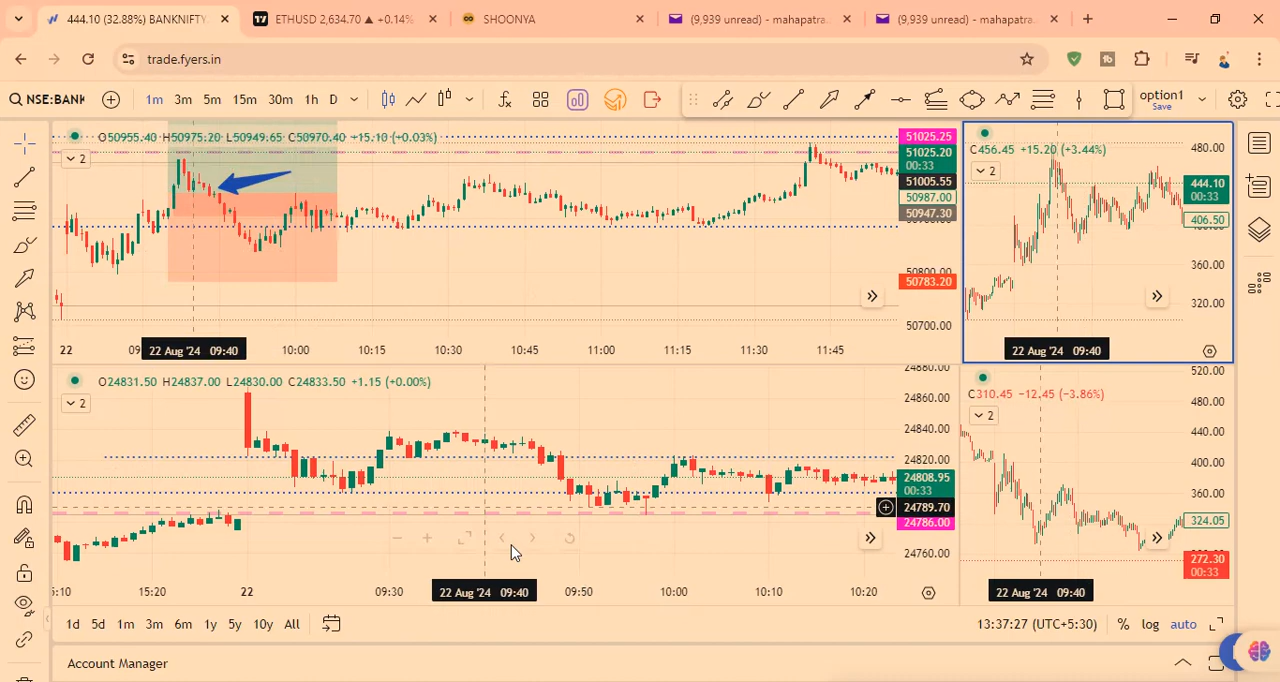 444.10 (32.88%) BANKNIFTY
ETHUSD 2,634.70 ▲ +0.14%
SHOONYA
(9,939 unread) - mahapatra
(9,939 unread) - mahapatra
trade.fyers.in
NSE:BANK
1m 3m 5m 15m 30m 1h D
option1
Save
O50955.40 H50975.20 L50949.65 C50970.40 +15.10 (+0.03%)
2
51025.25
51025.20
00:33
51005.55
50987.00
50947.30
50800.00
50783.20
50700.00
22
22 Aug '24 09:40
10:00 10:15 10:30 10:45 11:00 11:15 11:30 11:45
C456.45 +15.20 (+3.44%)
2
480.00
444.10
00:33
406.50
360.00
320.00
22 Aug '24 09:40
O24831.50 H24837.00 L24830.00 C24833.50 +1.15 (+0.00%)
2
24880.00
24860.00
24840.00
24820.00
24808.95
00:33
24789.70
24786.00
24760.00
15:20 22 09:30
22 Aug '24 09:40
09:50 10:00 10:10 10:20
C310.45 −12.45 (−3.86%)
2
520.00
480.00
440.00
400.00
360.00
324.05
272.30
00:33
22 Aug '24 09:40
1d 5d 1m 3m 6m 1y 5y 10y All
13:37:27 (UTC+5:30) % log auto
Account Manager